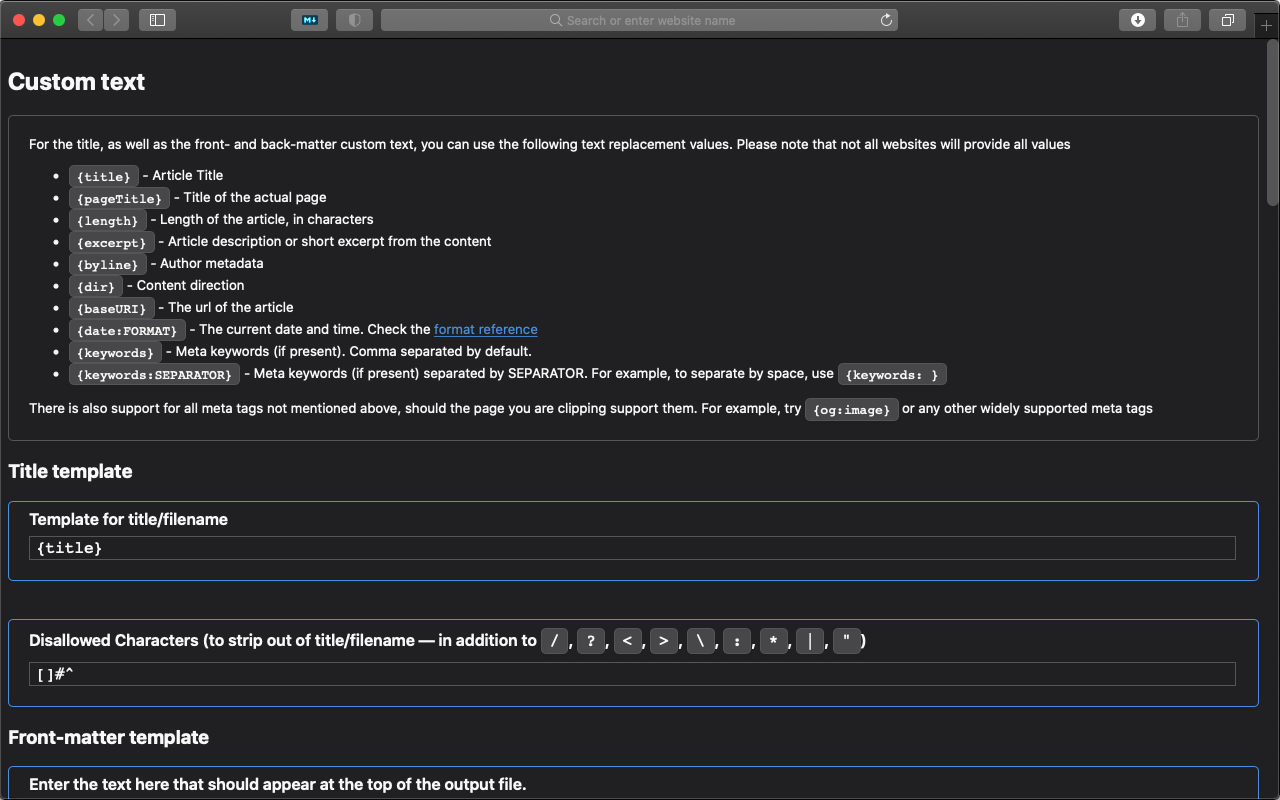 M↓
Search or enter website name
Custom text
For the title, as well as the front- and back-matter custom text, you can use the following text replacement values. Please note that not all websites will provide all values
• {title} - Article Title
• {pageTitle} - Title of the actual page
• {length} - Length of the article, in characters
• {excerpt} - Article description or short excerpt from the content
• {byline} - Author metadata
• {dir} - Content direction
• {baseURI} - The url of the article
• {date:FORMAT} - The current date and time. Check the format reference
• {keywords} - Meta keywords (if present). Comma separated by default.
• {keywords:SEPARATOR} - Meta keywords (if present) separated by SEPARATOR. For example, to separate by space, use {keywords: }
There is also support for all meta tags not mentioned above, should the page you are clipping support them. For example, try {og:image} or any other widely supported meta tags
Title template
Template for title/filename
{title}
Disallowed Characters (to strip out of title/filename — in addition to / , ? , < , > , \ , : , * , | , " )
[]#^
Front-matter template
Enter the text here that should appear at the top of the output file.